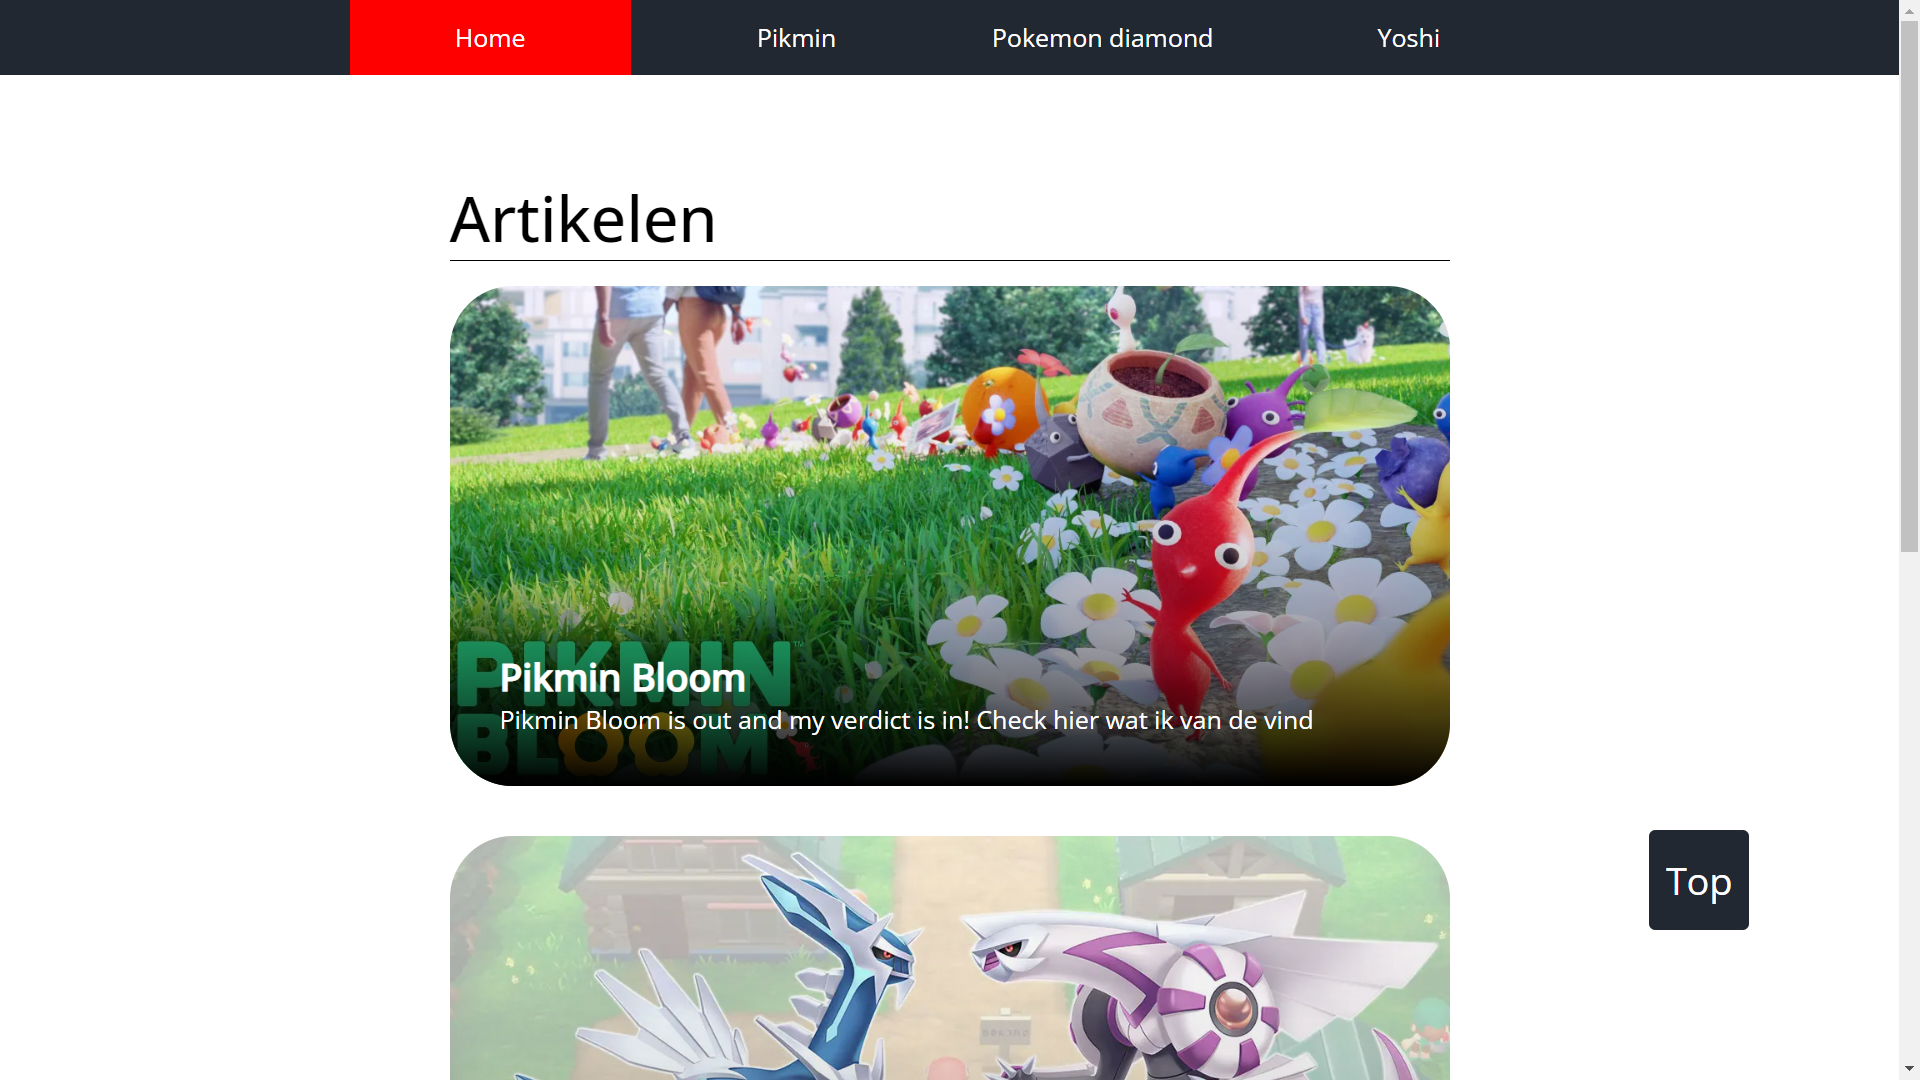 Home
Pikmin
Pokemon diamond
Yoshi
Artikelen
PIKMIN™
BLOOM
Pikmin Bloom
Pikmin Bloom is out and my verdict is in! Check hier wat ik van de vind
Top